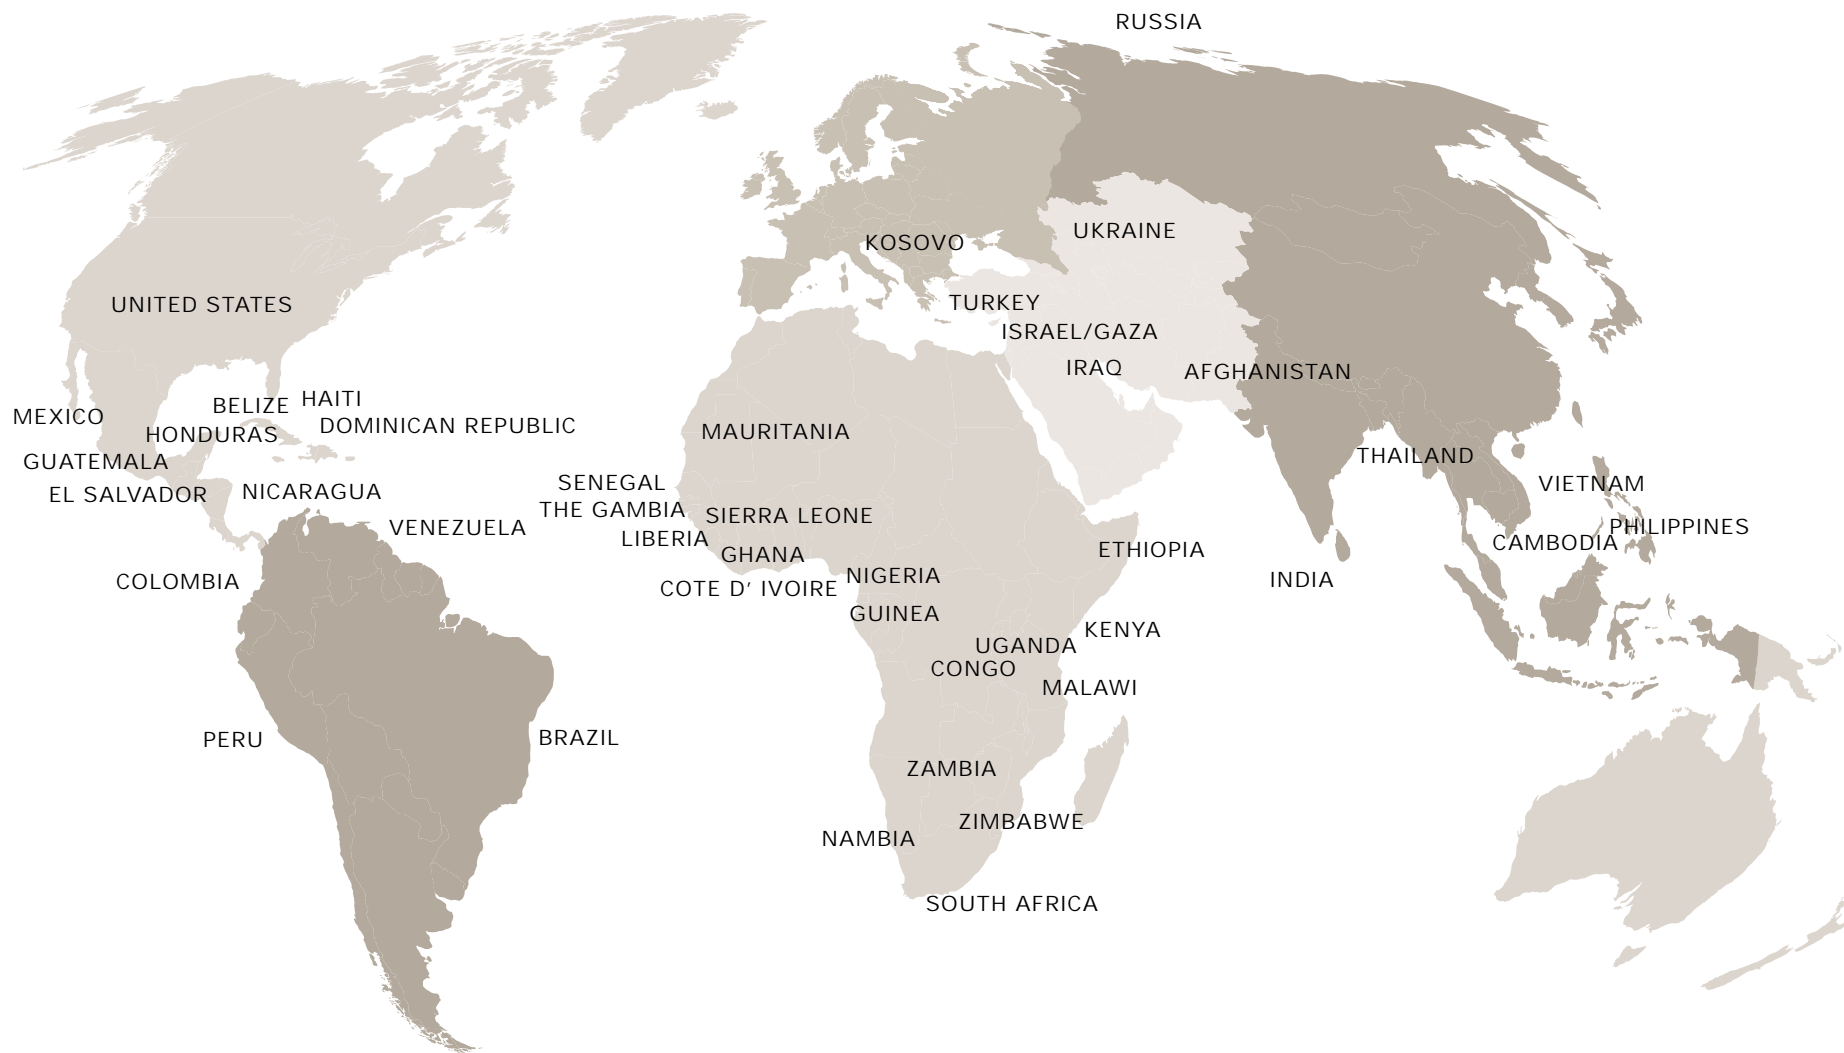 RUSSIA
UKRAINE
KOSOVO
TURKEY
UNITED STATES
ISRAEL/GAZA
IRAQ
AFGHANISTAN
HAITI
BELIZE
MEXICO
DOMINICAN REPUBLIC
HONDURAS
MAURITANIA
THAILAND
GUATEMALA
SENEGAL
VIETNAM
NICARAGUA
EL SALVADOR
THE GAMBIA
SIERRA LEONE
PHILIPPINES
VENEZUELA
LIBERIA
CAMBODIA
ETHIOPIA
GHANA
NIGERIA
INDIA
COLOMBIA
COTE D' IVOIRE
GUINEA
KENYA
UGANDA
CONGO
MALAWI
PERU
BRAZIL
ZAMBIA
ZIMBABWE
NAMBIA
SOUTH AFRICA